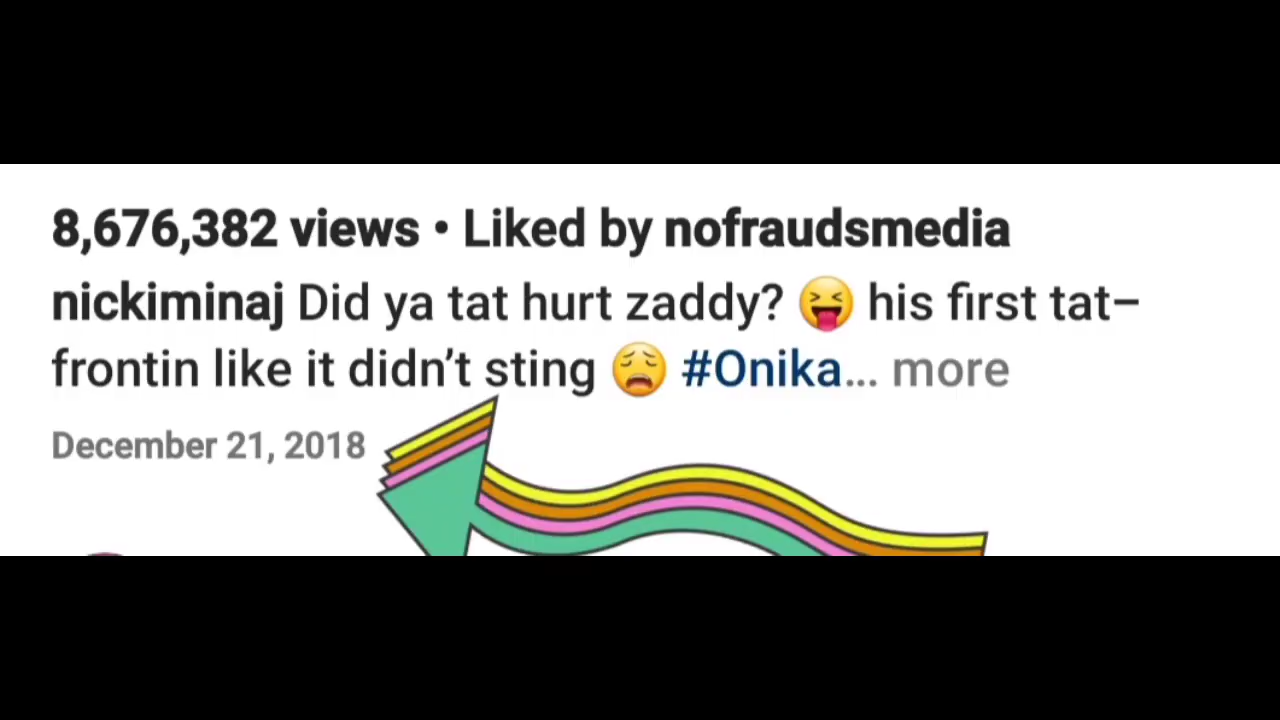 8,676,382 views • Liked by nofraudsmedia
nickiminaj Did ya tat hurt zaddy? 😝 his first tat–
frontin like it didn’t sting 😩 #Onika… more
December 21, 2018